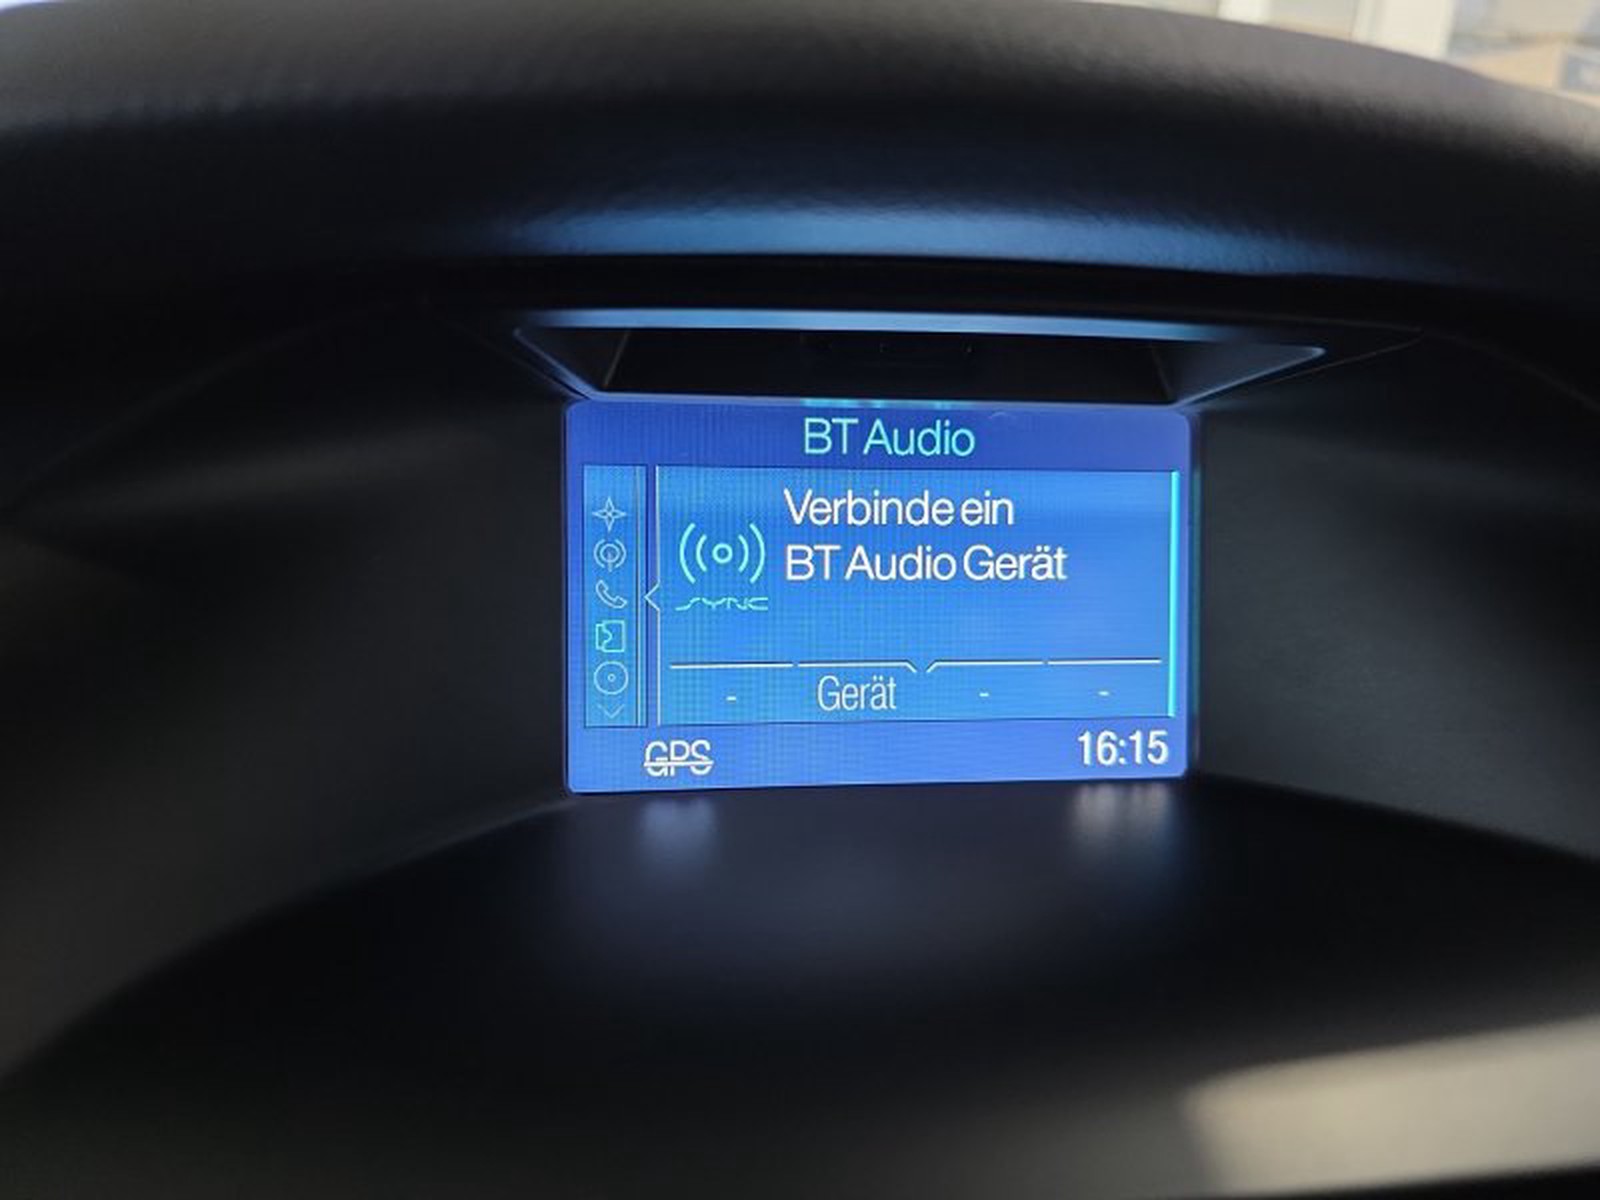 BT Audio
Verbinde ein
BT Audio Gerät
SYNC
- Gerät - -
GPS 16:15